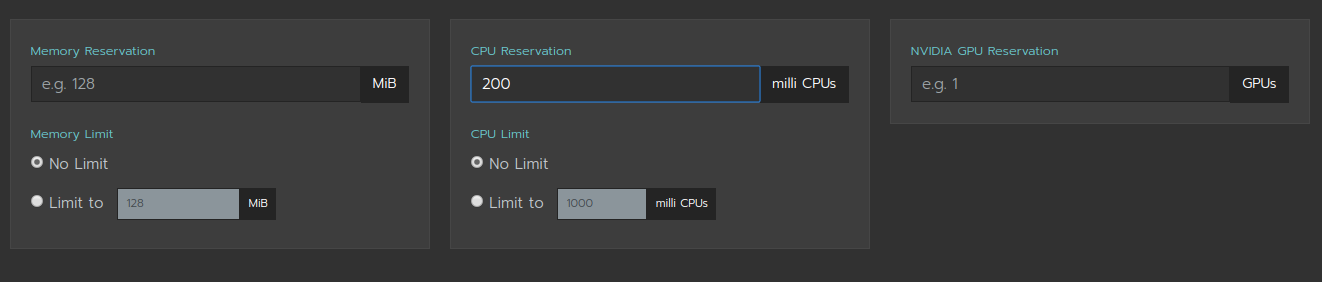 Memory Reservation
e.g. 128 MiB
Memory Limit
No Limit
Limit to 128 MiB
CPU Reservation
200 milli CPUs
CPU Limit
No Limit
Limit to 1000 milli CPUs
NVIDIA GPU Reservation
e.g. 1 GPUs